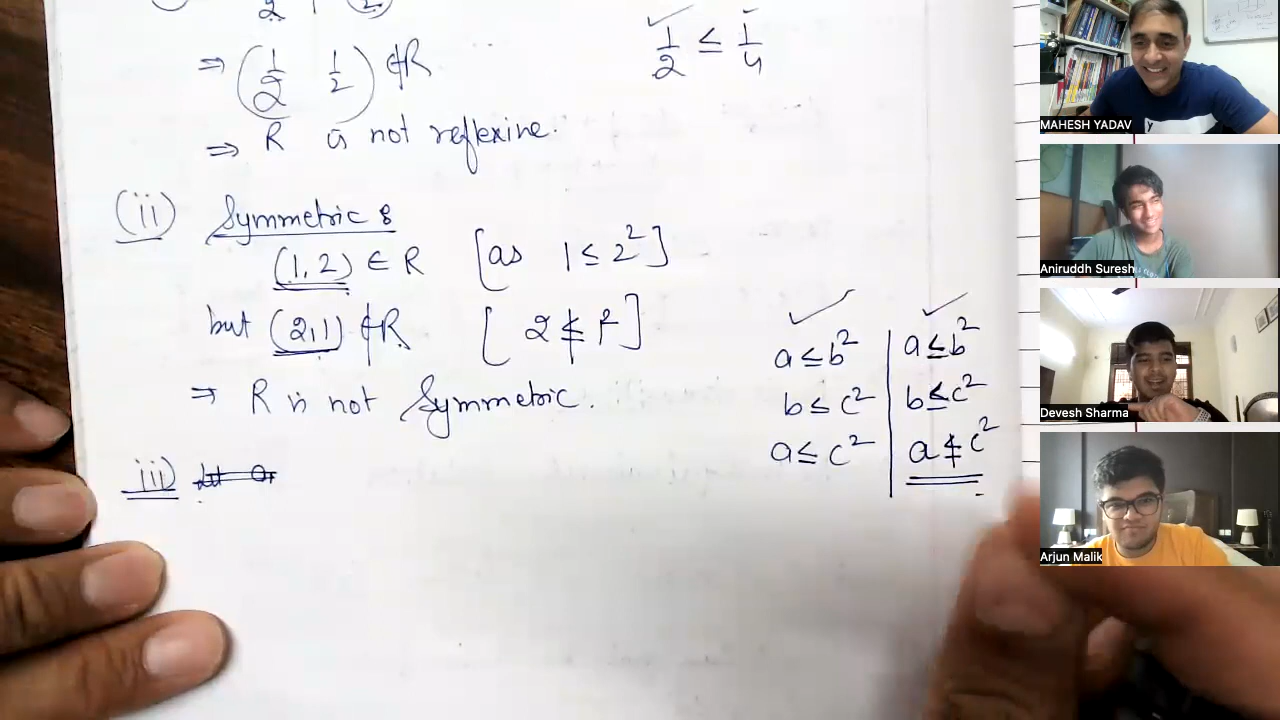 ⇒ (1/2 1/2) ∉ R
1/2 ≤ 1/4
⇒ R is not reflexine.
(ii) Symmetric :
(1, 2) ∈ R [as 1 ≤ 2²]
but (2, 1) ∉ R [2 ≰ 1²]
⇒ R is not Symmetric.
iii)
a ≤ b²
b ≤ c²
a ≤ c²
a ≤ b²
b ≤ c²
a ≰ c²
MAHESH YADAV
Aniruddh Suresh
Devesh Sharma
Arjun Malik